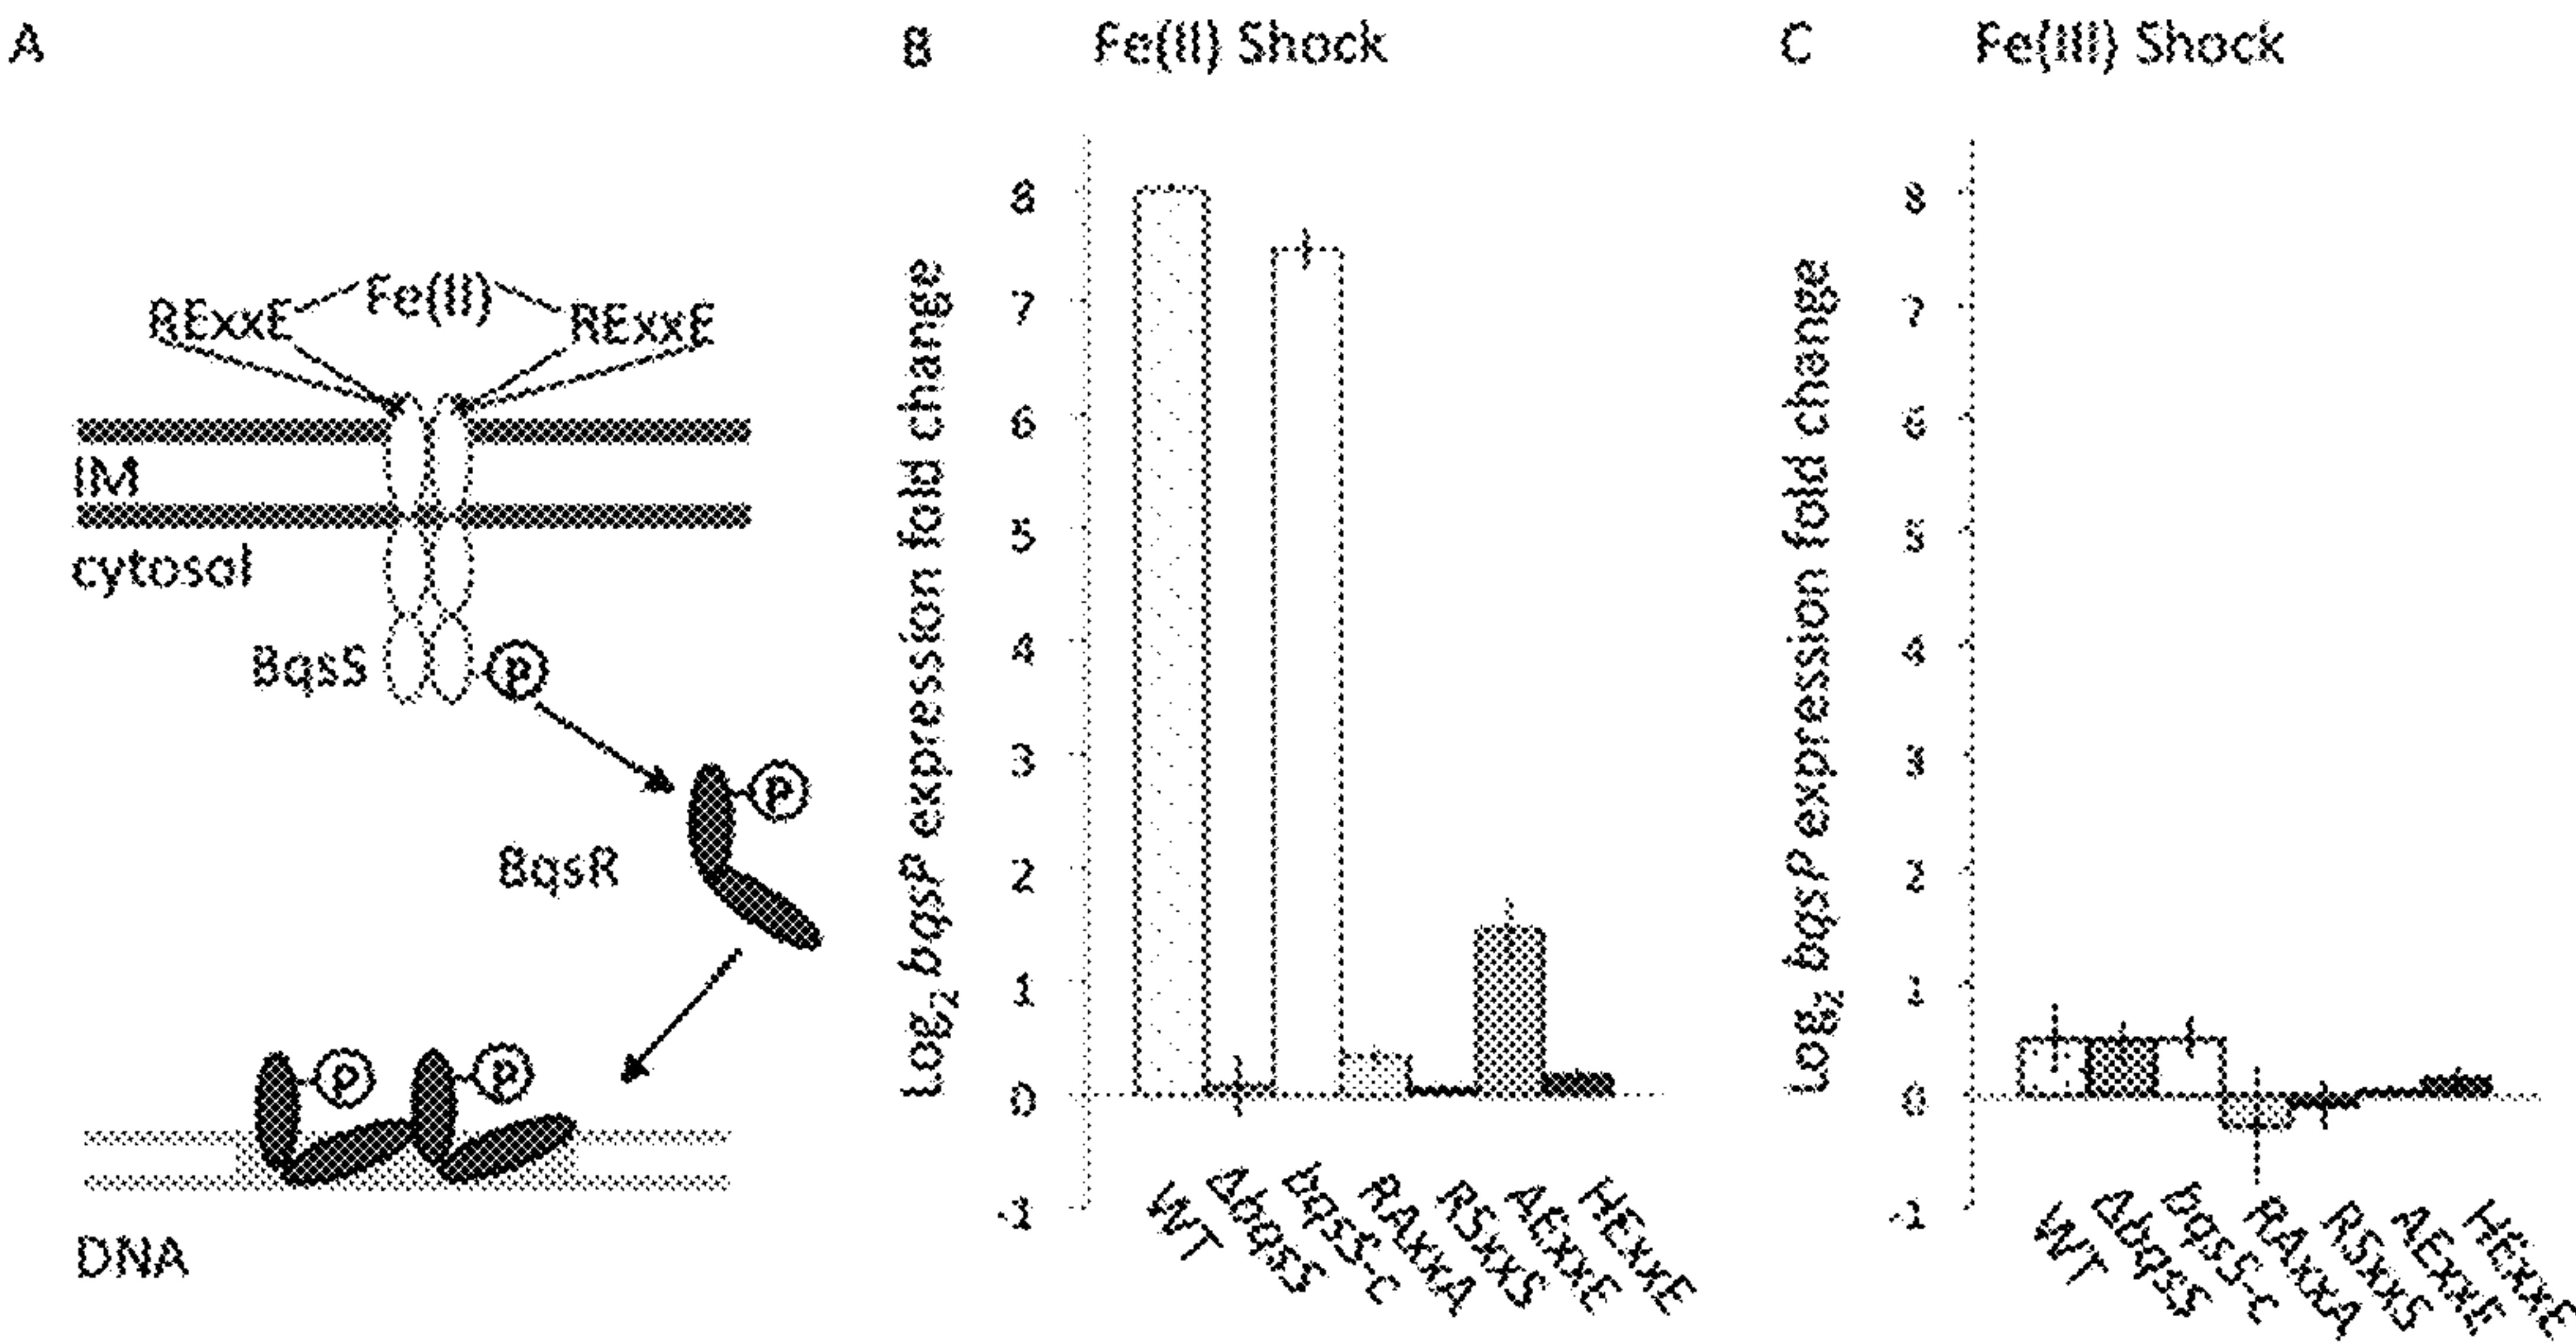 A
RExxE Fe(II) RExxE
IM
cytosol
BqsS
P
P
BqsR
P P
DNA
B Fe(II) Shock
Log2 bqsP expression fold change
8
7
6
5
4
3
2
1
0
-1
WT
ΔbqsS
bqsS-c
RAxxA
RSxxS
AExxE
HExxE
C Fe(III) Shock
Log2 bqsP expression fold change
8
7
6
5
4
3
2
1
0
-1
WT
ΔbqsS
bqsS-c
RAxxA
RSxxS
AExxE
HExxE